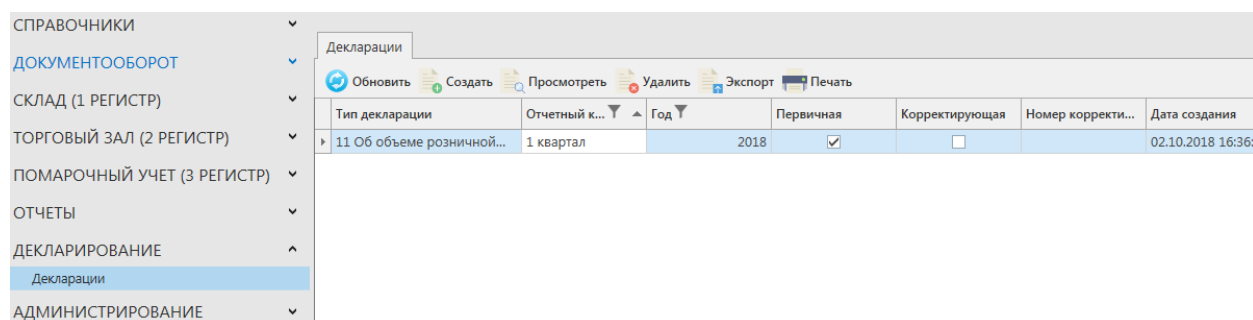 СПРАВОЧНИКИ
ДОКУМЕНТООБОРОТ
СКЛАД (1 РЕГИСТР)
ТОРГОВЫЙ ЗАЛ (2 РЕГИСТР)
ПОМАРОЧНЫЙ УЧЕТ (3 РЕГИСТР)
ОТЧЕТЫ
ДЕКЛАРИРОВАНИЕ
Декларации
АДМИНИСТРИРОВАНИЕ
Декларации
Обновить Создать Просмотреть Удалить Экспорт Печать
Тип декларации Отчетный к... Год Первичная Корректирующая Номер корректи... Дата создания
11 Об объеме розничной... 1 квартал 2018 02.10.2018 16:36: